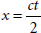 x = ct/2